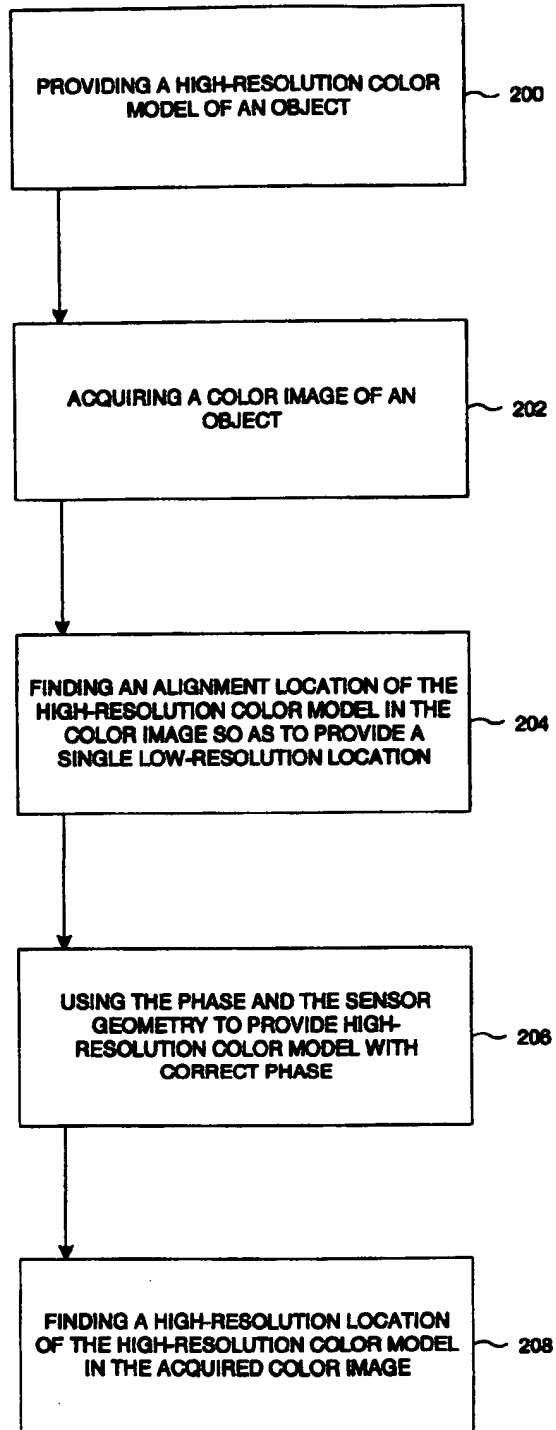 PROVIDING A HIGH-RESOLUTION COLOR
MODEL OF AN OBJECT
200
ACQUIRING A COLOR IMAGE OF AN
OBJECT
202
FINDING AN ALIGNMENT LOCATION OF THE
HIGH-RESOLUTION COLOR MODEL IN THE
COLOR IMAGE SO AS TO PROVIDE A
SINGLE LOW-RESOLUTION LOCATION
204
USING THE PHASE AND THE SENSOR
GEOMETRY TO PROVIDE HIGH-
RESOLUTION COLOR MODEL WITH
CORRECT PHASE
206
FINDING A HIGH-RESOLUTION LOCATION
OF THE HIGH-RESOLUTION COLOR MODEL
IN THE ACQUIRED COLOR IMAGE
208